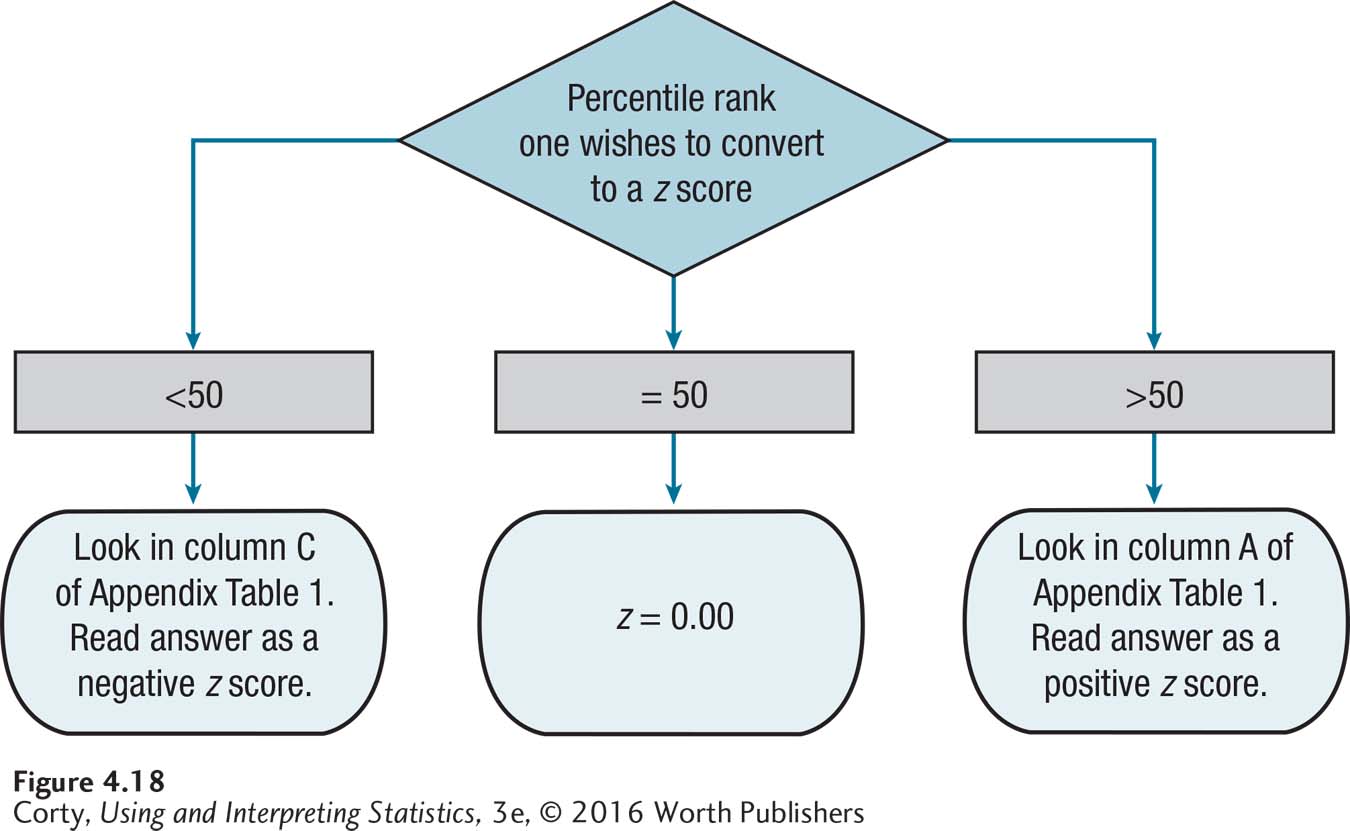 Percentile rank
one wishes to convert
to a z score
<50
= 50
>50
Look in column C
of Appendix Table 1.
Read answer as a
negative z score.
z = 0.00
Look in column A of
Appendix Table 1.
Read answer as a
positive z score.
Figure 4.18
Corty, Using and Interpreting Statistics, 3e, © 2016 Worth Publishers